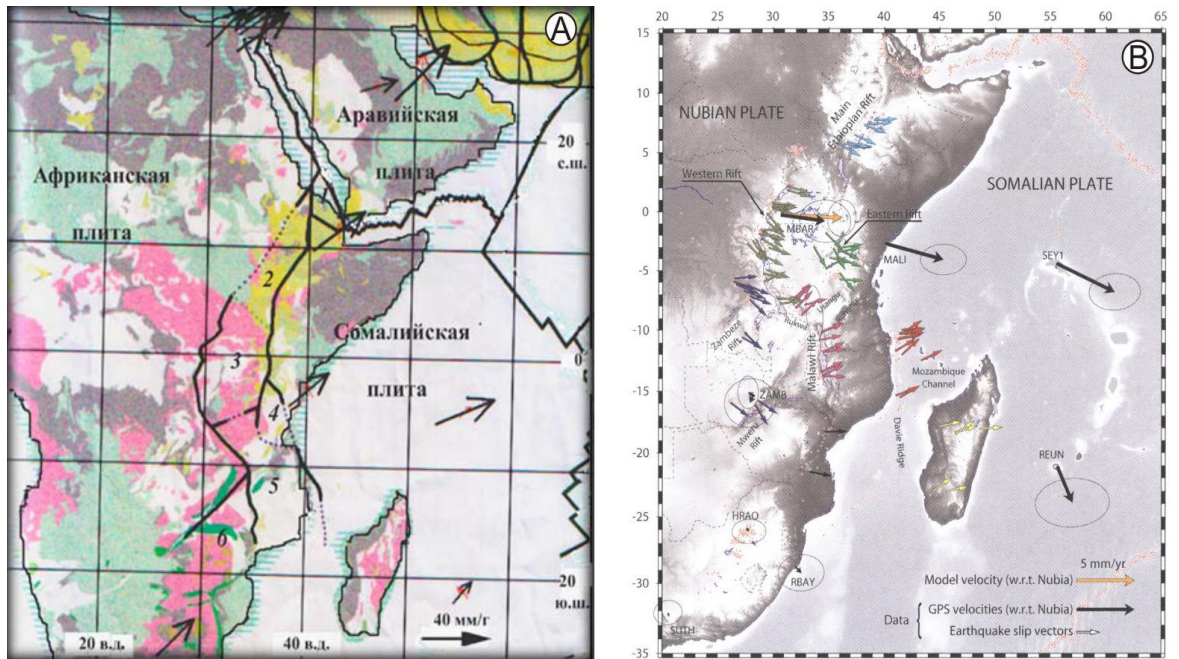 A
Аравийская
плита
20
с.ш.
Африканская
плита
2
Сомалийская
плита
3
0
4
5
6
20
ю.ш.
40 мм/г
20 в.д.
40 в.д.
B
20 25 30 35 40 45 50 55 60 65
15
10
5
0
-5
-10
-15
-20
-25
-30
-35
NUBIAN PLATE
Main
Ethiopian Rift
SOMALIAN PLATE
Western Rift
Eastern Rift
MBAR
MALI
SEY1
Usangu
Rukwa
Zambeze
Rift
Malawi Rift
Mozambique
Channel
ZAMB
Mweru
Rift
Davie Ridge
REUN
HRAO
RBAY
SUTH
5 mm/yr
Model velocity (w.r.t. Nubia)
GPS velocities (w.r.t. Nubia)
Data
Earthquake slip vectors